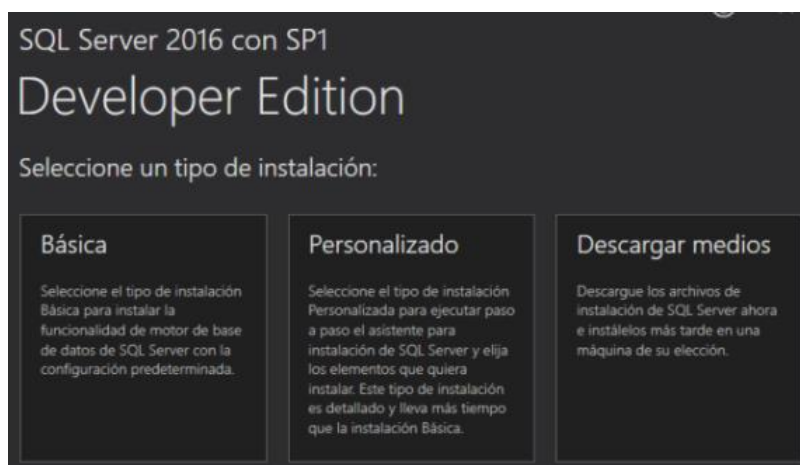 SQL Server 2016 con SP1
Developer Edition
Seleccione un tipo de instalación:
Básica
Seleccione el tipo de instalación
Básica para instalar la
funcionalidad de motor de base
de datos de SQL Server con la
configuración predeterminada.
Personalizado
Seleccione el tipo de instalación
Personalizada para ejecutar paso
a paso el asistente para
instalación de SQL Server y elija
los elementos que quiera
instalar. Este tipo de instalación
es detallado y lleva más tiempo
que la instalación Básica.
Descargar medios
Descargue los archivos de
instalación de SQL Server ahora
e instálelos más tarde en una
máquina de su elección.